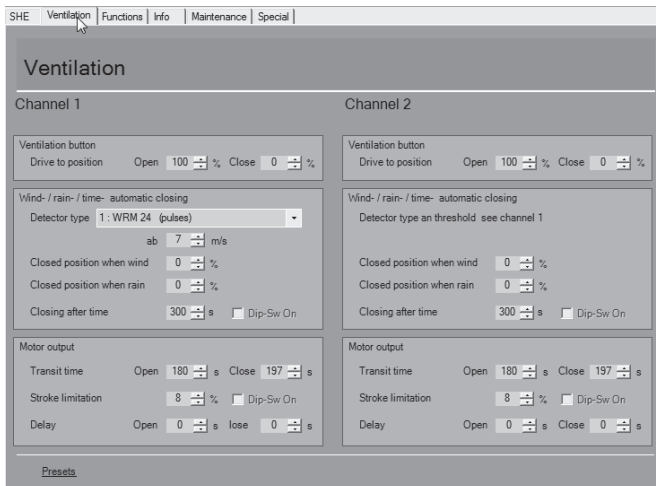 SHE Ventilation Functions Info Maintenance Special
Ventilation
Channel 1
Ventilation button
Drive to position Open 100 % Close 0 %
Wind- / rain- / time- automatic closing
Detector type 1 : WRM 24 (pulses)
ab 7 m/s
Closed position when wind 0 %
Closed position when rain 0 %
Closing after time 300 s Dip-Sw On
Motor output
Transit time Open 180 s Close 197 s
Stroke limitation 8 % Dip-Sw On
Delay Open 0 s lose 0 s
Channel 2
Ventilation button
Drive to position Open 100 % Close 0 %
Wind- / rain- / time- automatic closing
Detector type an threshold see channel 1
Closed position when wind 0 %
Closed position when rain 0 %
Closing after time 300 s Dip-Sw On
Motor output
Transit time Open 180 s Close 197 s
Stroke limitation 8 % Dip-Sw On
Delay Open 0 s Close 0 s
Presets